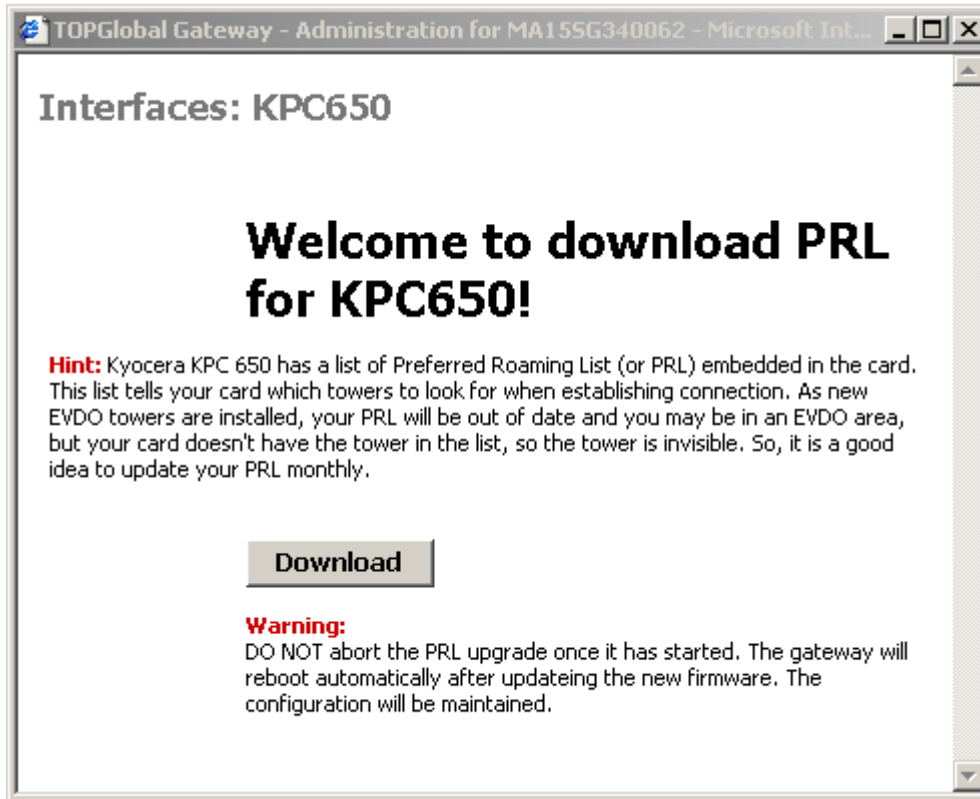 TOPGlobal Gateway - Administration for MA15SG340062 - Microsoft Int...
Interfaces: KPC650
Welcome to download PRL
for KPC650!
Hint: Kyocera KPC 650 has a list of Preferred Roaming List (or PRL) embedded in the card.
This list tells your card which towers to look for when establishing connection. As new
EVDO towers are installed, your PRL will be out of date and you may be in an EVDO area,
but your card doesn't have the tower in the list, so the tower is invisible. So, it is a good
idea to update your PRL monthly.
Download
Warning:
DO NOT abort the PRL upgrade once it has started. The gateway will
reboot automatically after updateing the new firmware. The
configuration will be maintained.